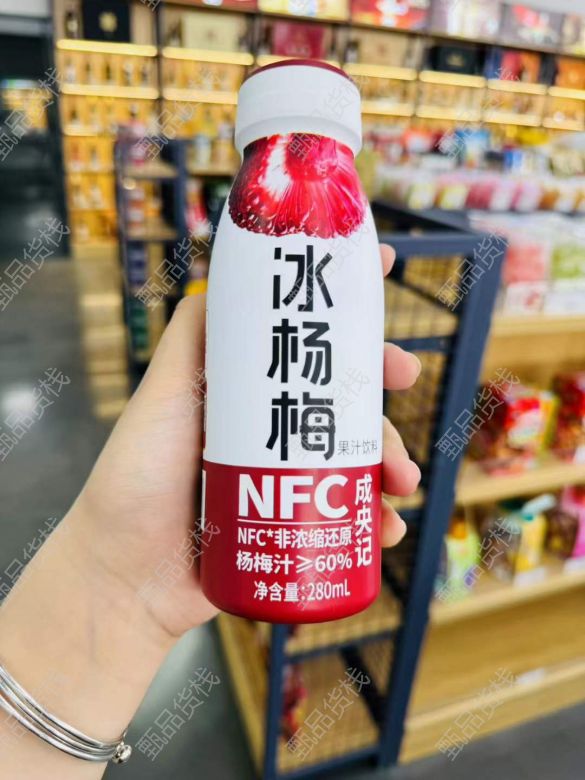 冰杨梅
果汁饮料
NFC
成央记
NFC*非浓缩还原
杨梅汁≥60%
净含量:280mL
甄品货栈